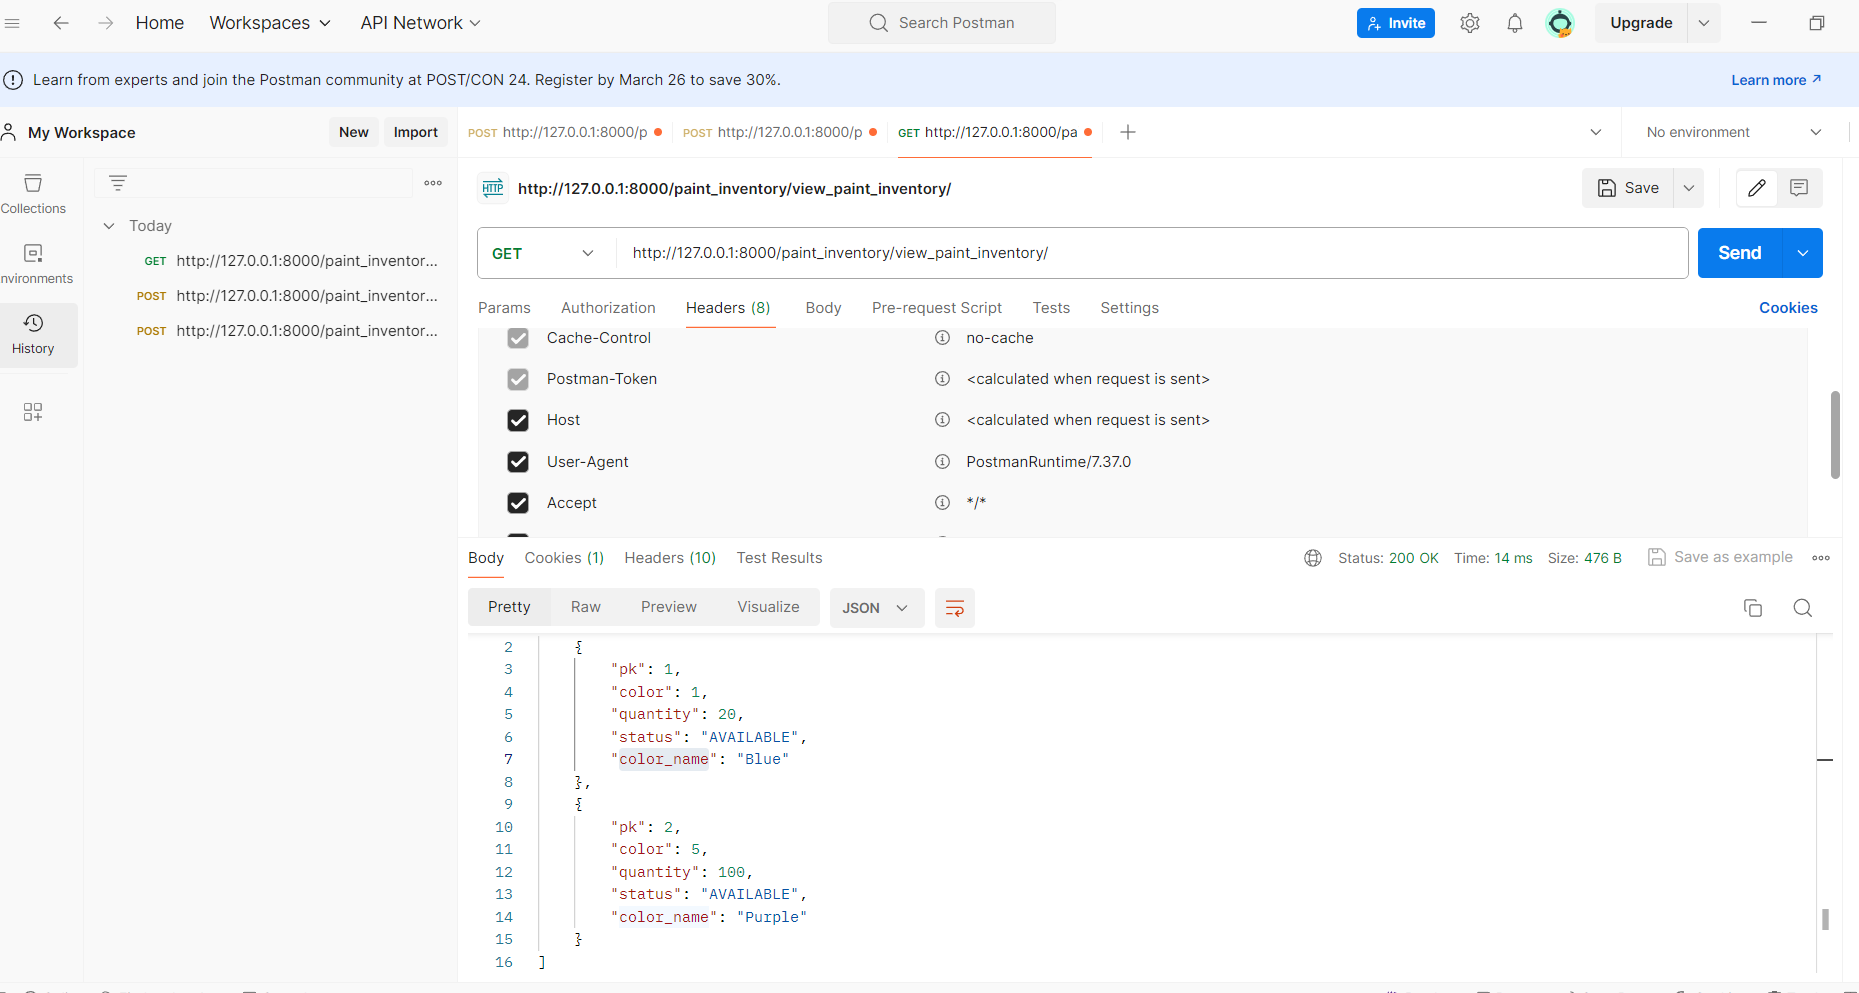 Home Workspaces API Network Search Postman Invite Upgrade
Learn from experts and join the Postman community at POST/CON 24. Register by March 26 to save 30%. Learn more ↗
My Workspace New Import
POST http://127.0.0.1:8000/p POST http://127.0.0.1:8000/p GET http://127.0.0.1:8000/pa No environment
Collections
nvironments
History
Today
GET http://127.0.0.1:8000/paint_inventor...
POST http://127.0.0.1:8000/paint_inventor...
POST http://127.0.0.1:8000/paint_inventor...
HTTP http://127.0.0.1:8000/paint_inventory/view_paint_inventory/ Save
GET http://127.0.0.1:8000/paint_inventory/view_paint_inventory/ Send
Params Authorization Headers (8) Body Pre-request Script Tests Settings Cookies
Cache-Control no-cache
Postman-Token <calculated when request is sent>
Host <calculated when request is sent>
User-Agent PostmanRuntime/7.37.0
Accept */*
Body Cookies (1) Headers (10) Test Results Status: 200 OK Time: 14 ms Size: 476 B Save as example
Pretty Raw Preview Visualize JSON
2 {
3 "pk": 1,
4 "color": 1,
5 "quantity": 20,
6 "status": "AVAILABLE",
7 "color_name": "Blue"
8 },
9 {
10 "pk": 2,
11 "color": 5,
12 "quantity": 100,
13 "status": "AVAILABLE",
14 "color_name": "Purple"
15 }
16 ]